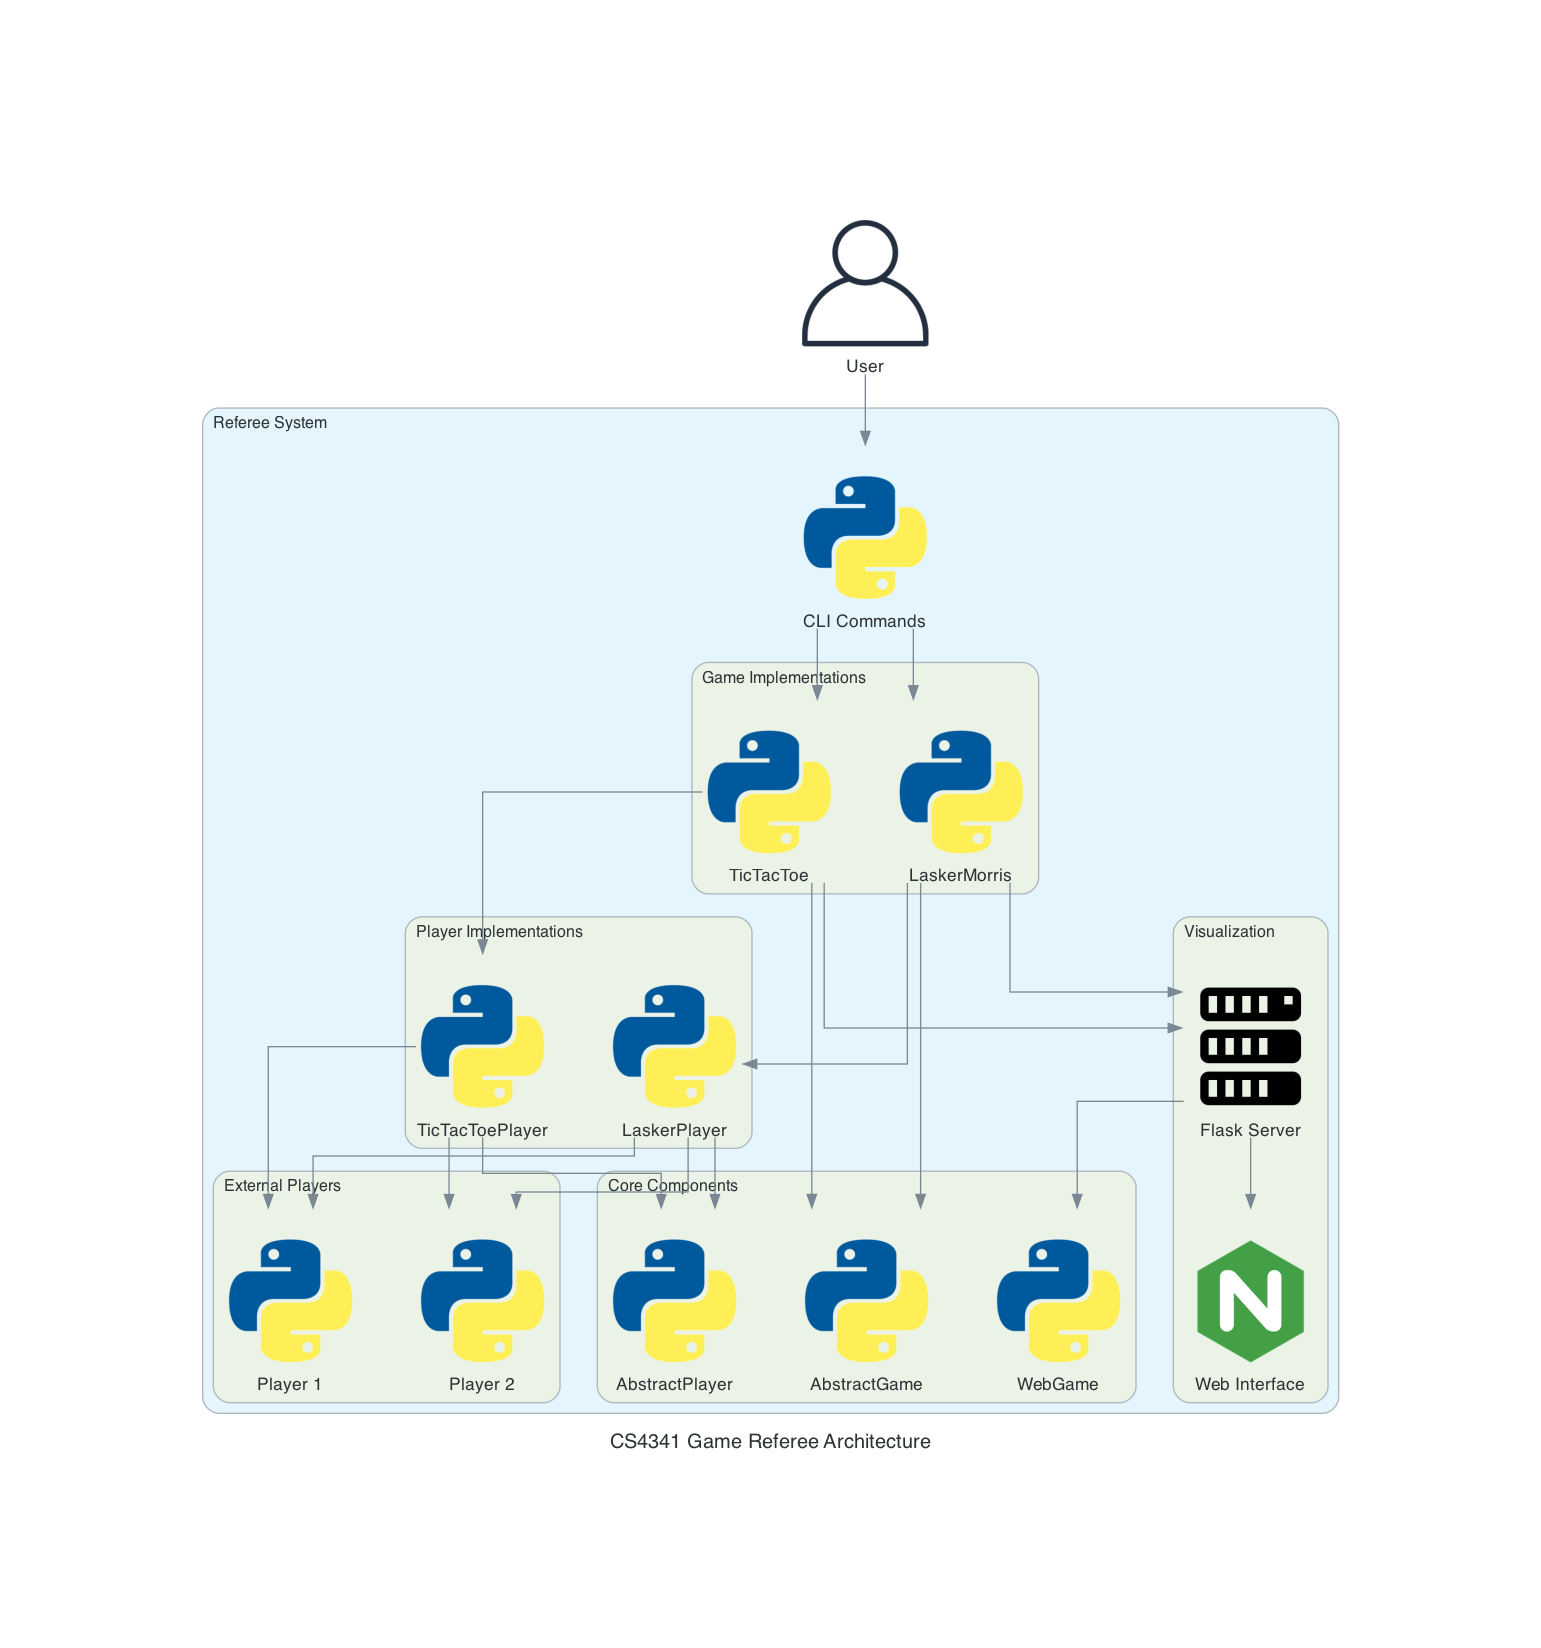 User
Referee System
CLI Commands
Game Implementations
TicTacToe
LaskerMorris
Player Implementations
Visualization
TicTacToePlayer
LaskerPlayer
Flask Server
External Players
Core Components
N
Player 1
Player 2
AbstractPlayer
AbstractGame
WebGame
Web Interface
CS4341 Game Referee Architecture